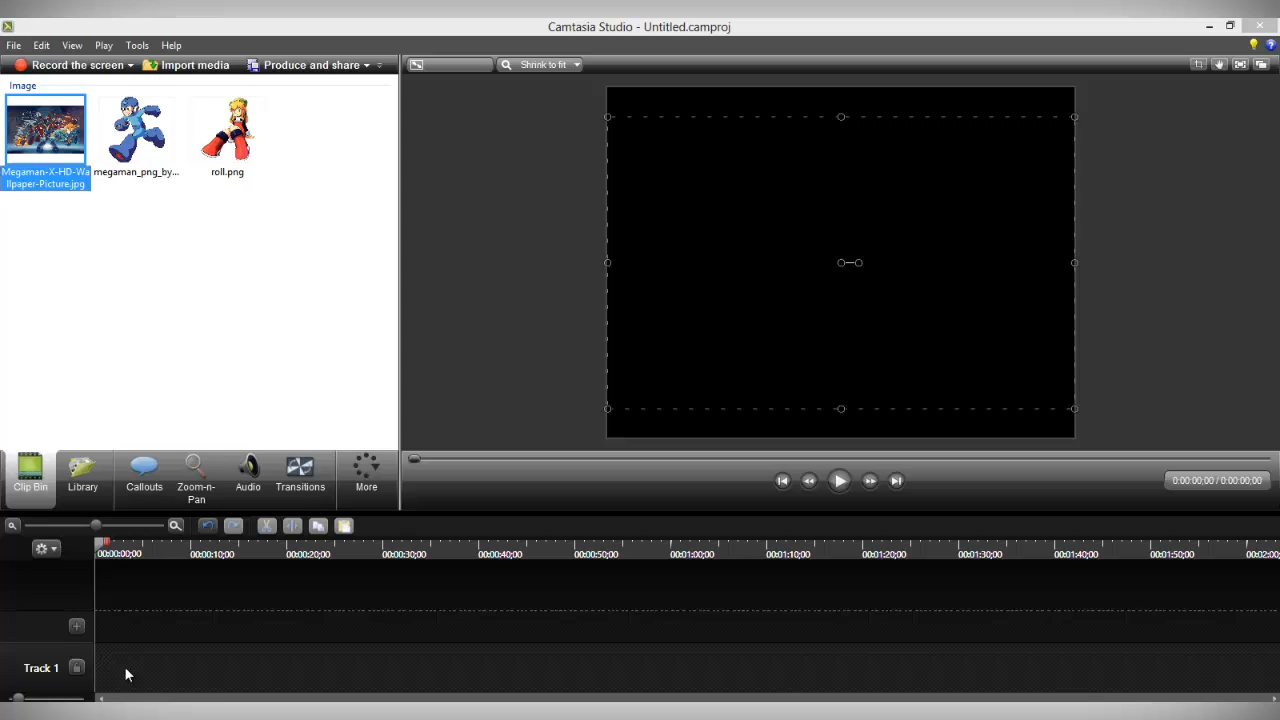 Camtasia Studio - Untitled.camproj
File Edit View Play Tools Help
Record the screen Import media Produce and share
Shrink to fit
Image
Megaman-X-HD-Wa
llpaper-Picture.jpg
megaman_png_by...
roll.png
Clip Bin
Library
Callouts
Zoom-n-
Pan
Audio
Transitions
More
0:00:00;00 / 0:00:00;00
00:00:00;00 00:00:10;00 00:00:20;00 00:00:30;00 00:00:40;00 00:00:50;00 00:01:00;00 00:01:10;00 00:01:20;00 00:01:30;00 00:01:40;00 00:01:50;00 00:02:00
Track 1